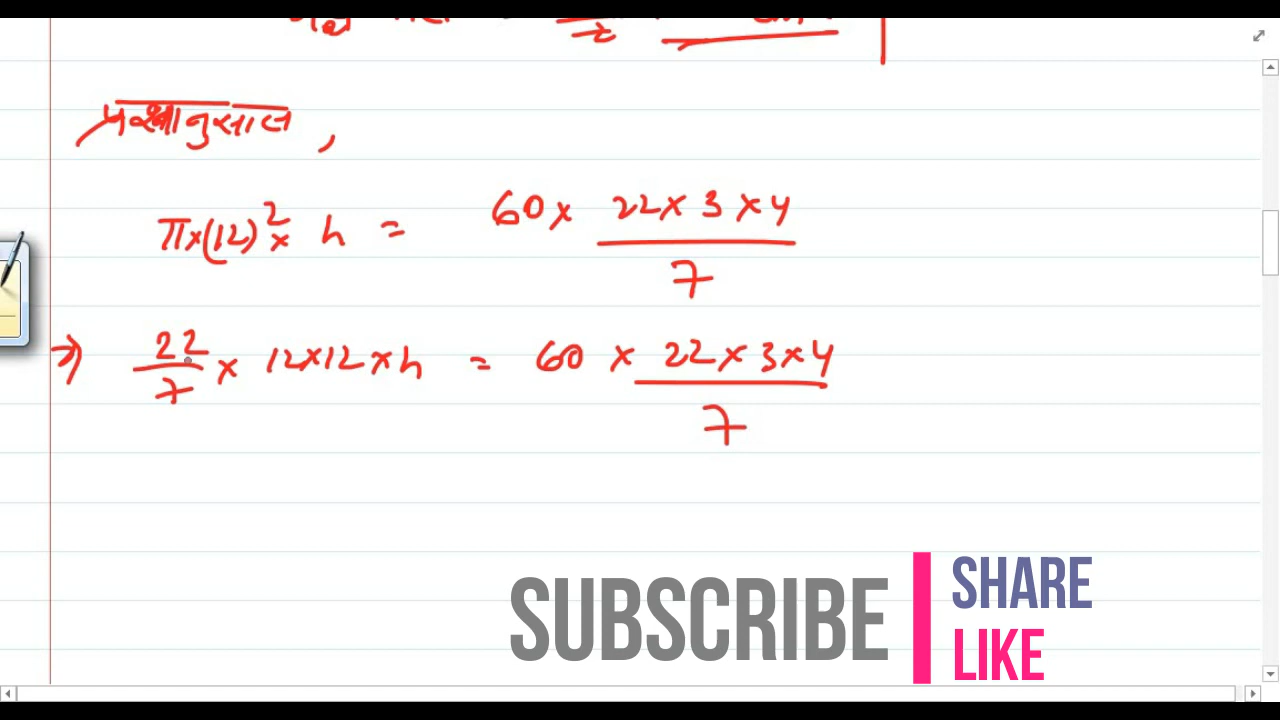 प्रश्नानुसार,
π×(12)²× h = 60× 22×3×4/7
⇒ 22/7 × 12×12×h = 60 × 22×3×4/7
SUBSCRIBE
SHARE
LIKE